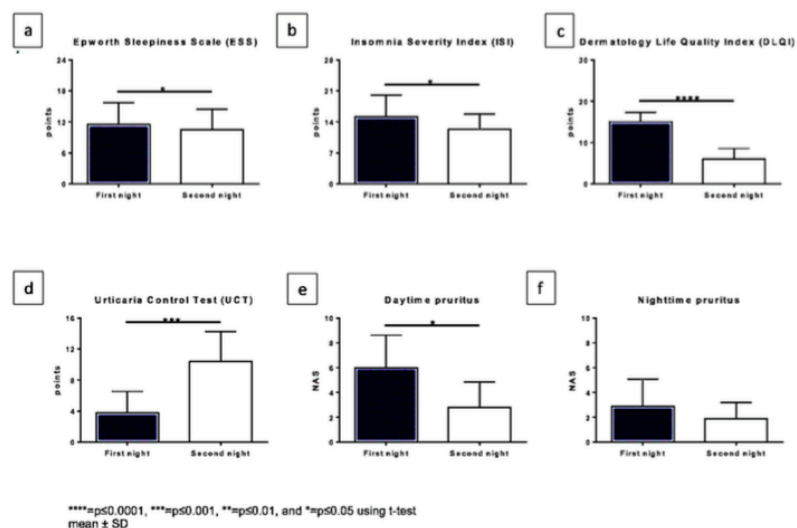 a
Epworth Sleepiness Scale (ESS)
24
18
12
6
0
points
*
First night
Second night
b
Insomnia Severity Index (ISI)
28
21
14
7
0
points
*
First night
Second night
c
Dermatology Life Quality Index (DLQI)
30
20
10
0
points
****
First night
Second night
d
Urticaria Control Test (UCT)
16
12
8
4
0
points
***
First night
Second night
e
Daytime pruritus
10
8
6
4
2
0
NAS
*
First night
Second night
f
Nighttime pruritus
10
8
6
4
2
0
NAS
First night
Second night
****=p≤0.0001, ***=p≤0.001, **=p≤0.01, and *=p≤0.05 using t-test
mean ± SD